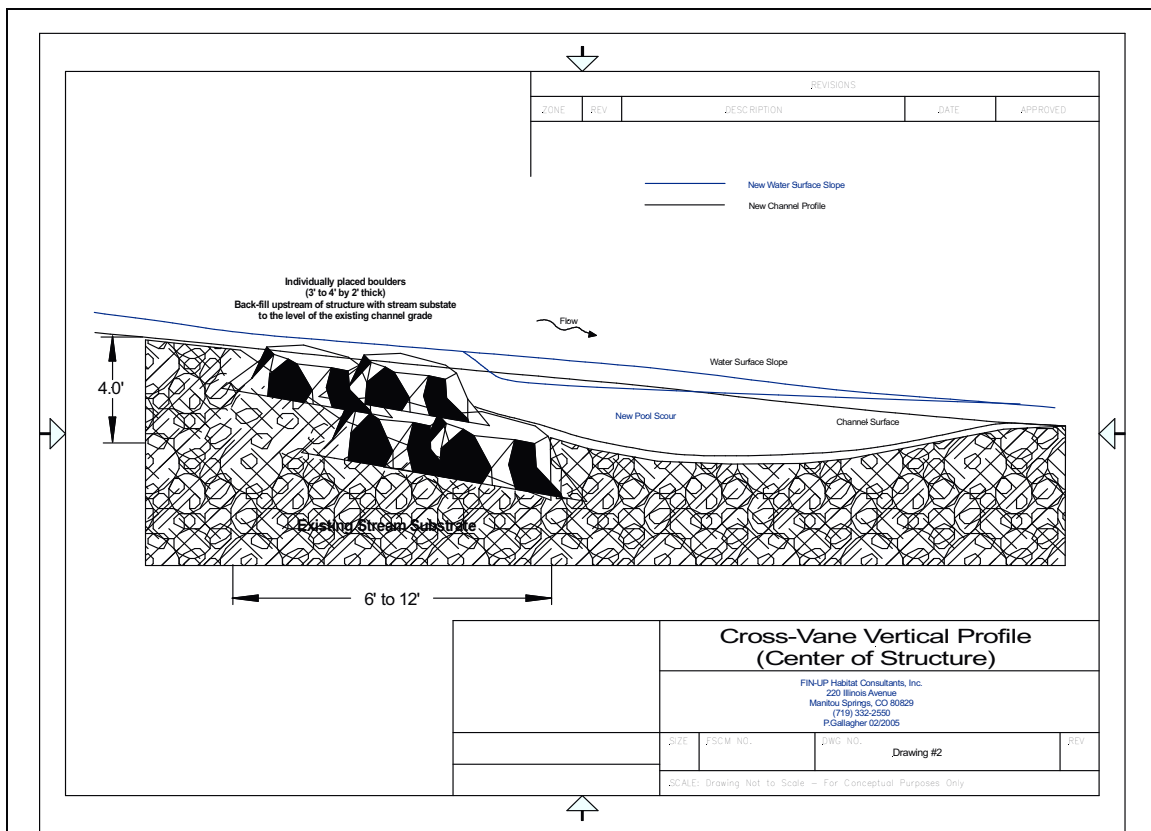 REVISIONS
ZONE REV DESCRIPTION DATE APPROVED
New Water Surface Slope
New Channel Profile
Individually placed boulders
(3' to 4' by 2' thick)
Back-fill upstream of structure with stream substate
to the level of the existing channel grade
Flow
Water Surface Slope
4.0'
New Pool Scour
Channel Surface
Existing Stream Substrate
6' to 12'
Cross-Vane Vertical Profile
(Center of Structure)
FIN-UP Habitat Consultants, Inc.
220 Illinois Avenue
Manitou Springs, CO 80829
(719) 332-2550
P.Gallagher 02/2005
SIZE FSCM NO. DWG NO. REV
Drawing #2
SCALE: Drawing Not to Scale – For Conceptual Purposes Only